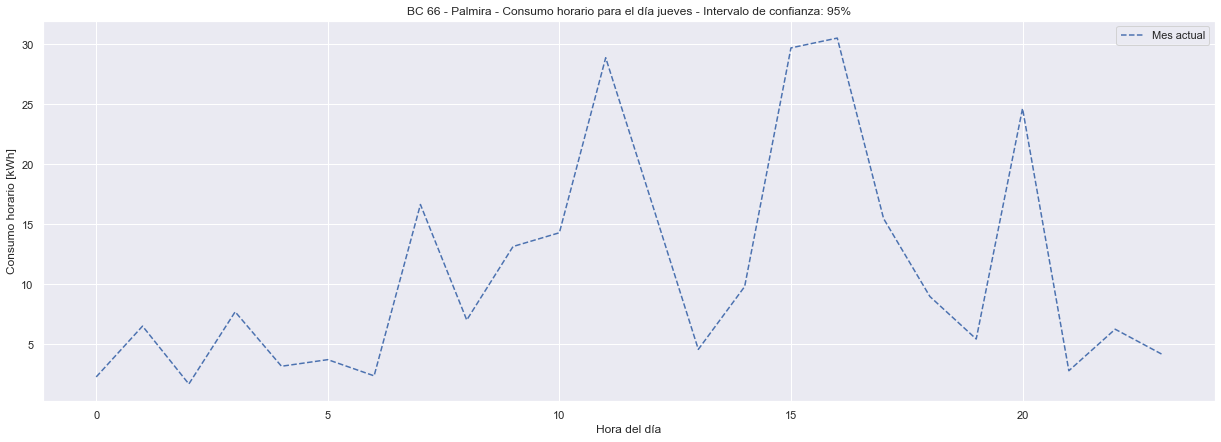 BC 66 - Palmira - Consumo horario para el día jueves - Intervalo de confianza: 95%
Mes actual
Consumo horario [kWh]
30
25
20
15
10
5
0
5
10
15
20
Hora del día